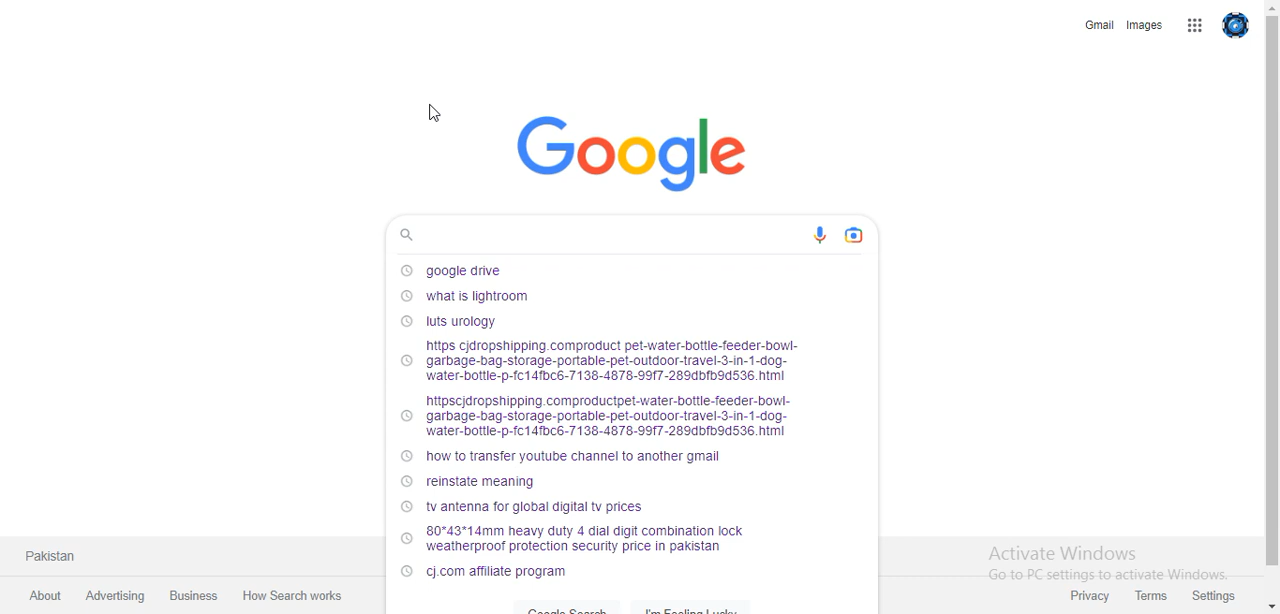 Gmail Images
Google
google drive
what is lightroom
luts urology
https cjdropshipping.comproduct pet-water-bottle-feeder-bowl-
garbage-bag-storage-portable-pet-outdoor-travel-3-in-1-dog-
water-bottle-p-fc14fbc6-7138-4878-99f7-289dbfb9d536.html
httpscjdropshipping.comproductpet-water-bottle-feeder-bowl-
garbage-bag-storage-portable-pet-outdoor-travel-3-in-1-dog-
water-bottle-p-fc14fbc6-7138-4878-99f7-289dbfb9d536.html
how to transfer youtube channel to another gmail
reinstate meaning
tv antenna for global digital tv prices
80*43*14mm heavy duty 4 dial digit combination lock
weatherproof protection security price in pakistan
cj.com affiliate program
Google Search I'm Feeling Lucky
Pakistan
Activate Windows
Go to PC settings to activate Windows.
About Advertising Business How Search works Privacy Terms Settings